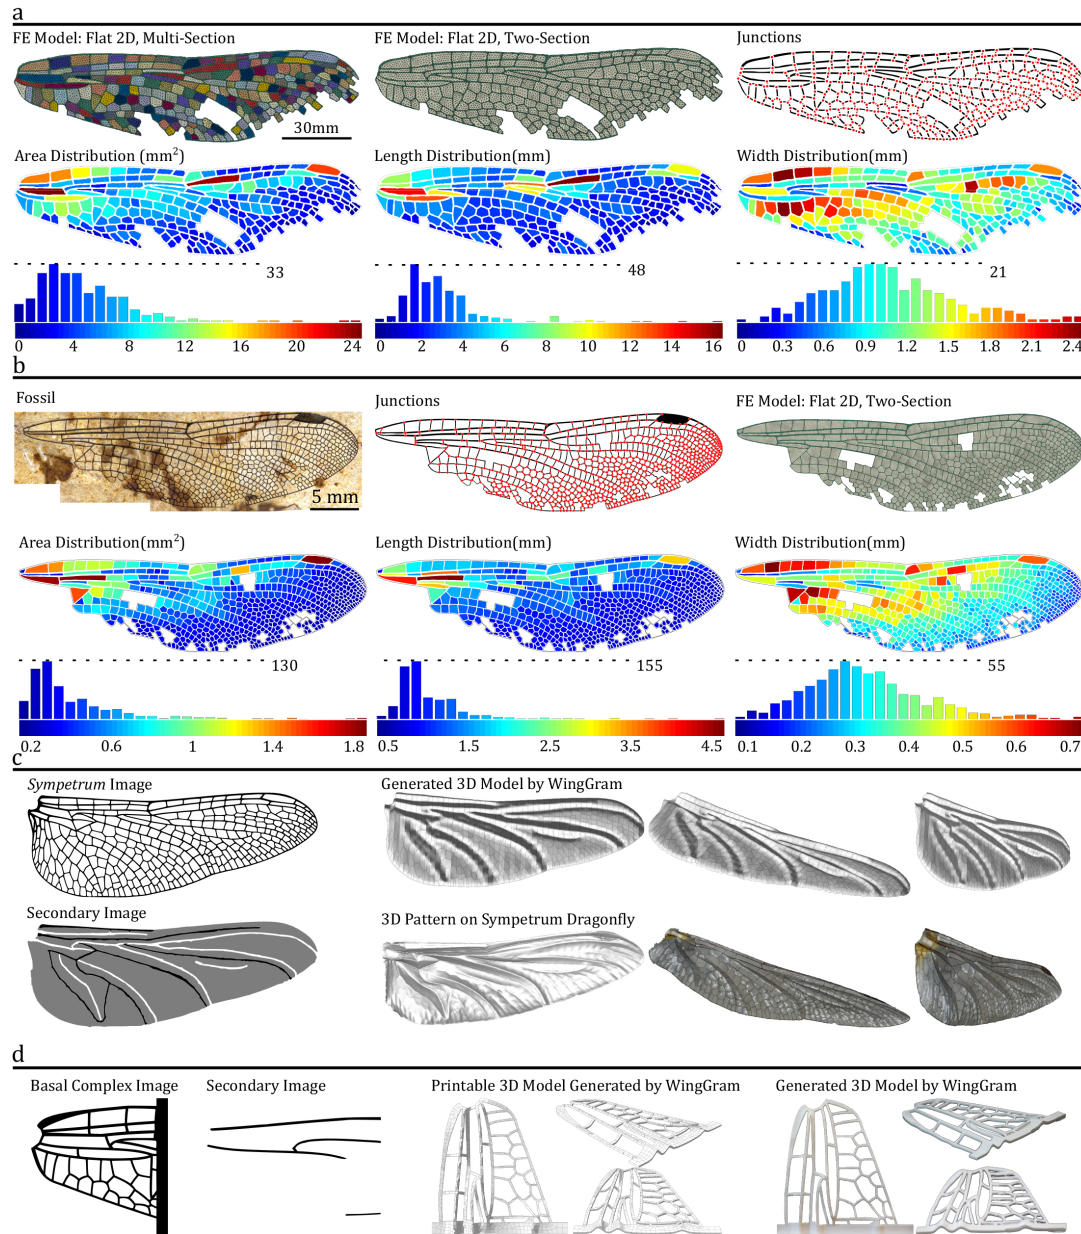 a
FE Model: Flat 2D, Multi-Section
FE Model: Flat 2D, Two-Section
Junctions
30mm
Area Distribution (mm²)
Length Distribution(mm)
Width Distribution(mm)
33
48
21
0 4 8 12 16 20 24
0 2 4 6 8 10 12 14 16
0 0.3 0.6 0.9 1.2 1.5 1.8 2.1 2.4
b
Fossil
Junctions
FE Model: Flat 2D, Two-Section
5 mm
Area Distribution(mm²)
Length Distribution(mm)
Width Distribution(mm)
130
155
55
0.2 0.6 1 1.4 1.8
0.5 1.5 2.5 3.5 4.5
0.1 0.2 0.3 0.4 0.5 0.6 0.7
c
Sympetrum Image
Generated 3D Model by WingGram
Secondary Image
3D Pattern on Sympetrum Dragonfly
d
Basal Complex Image
Secondary Image
Printable 3D Model Generated by WingGram
Generated 3D Model by WingGram